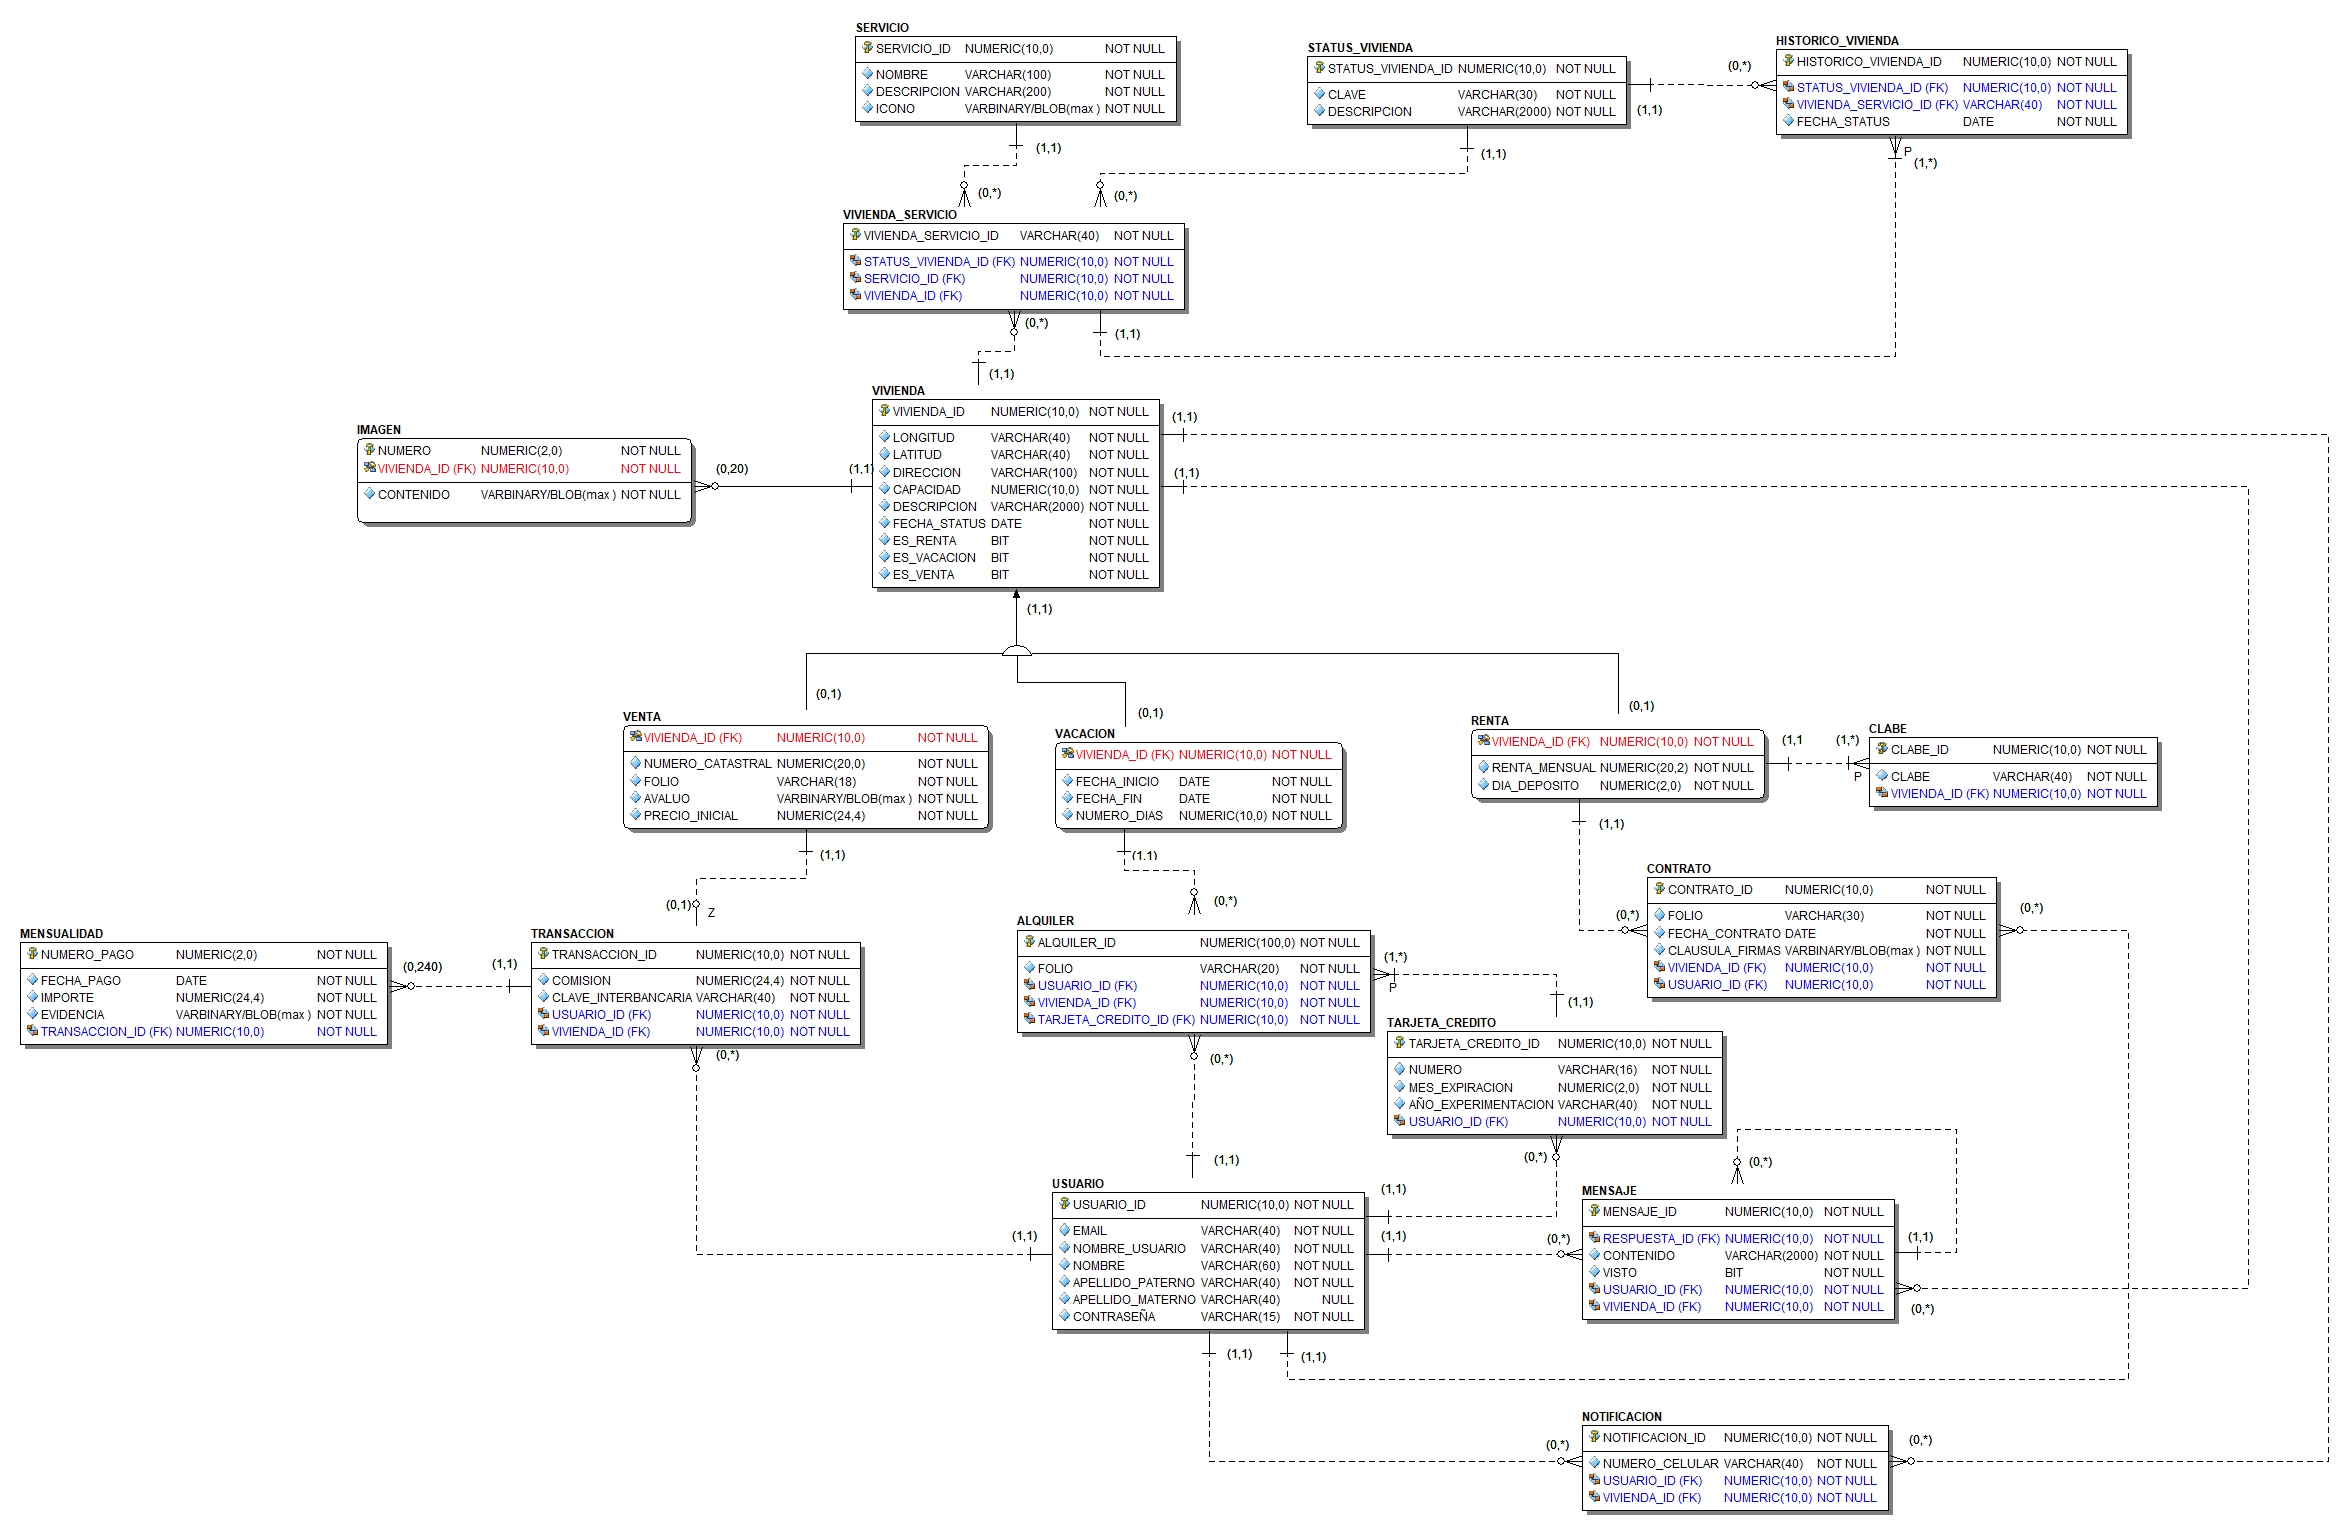 SERVICIO
SERVICIO_ID NUMERIC(10,0) NOT NULL
NOMBRE VARCHAR(100) NOT NULL
DESCRIPCION VARCHAR(200) NOT NULL
ICONO VARBINARY/BLOB(max ) NOT NULL
(1,1)
(0,*)
STATUS_VIVIENDA
STATUS_VIVIENDA_ID NUMERIC(10,0) NOT NULL
CLAVE VARCHAR(30) NOT NULL
DESCRIPCION VARCHAR(2000) NOT NULL
(0,*)
(1,1)
(1,1)
(0,*)
HISTORICO_VIVIENDA
HISTORICO_VIVIENDA_ID NUMERIC(10,0) NOT NULL
STATUS_VIVIENDA_ID (FK) NUMERIC(10,0) NOT NULL
VIVIENDA_SERVICIO_ID (FK) VARCHAR(40) NOT NULL
FECHA_STATUS DATE NOT NULL
P
(1,*)
VIVIENDA_SERVICIO
VIVIENDA_SERVICIO_ID VARCHAR(40) NOT NULL
STATUS_VIVIENDA_ID (FK) NUMERIC(10,0) NOT NULL
SERVICIO_ID (FK) NUMERIC(10,0) NOT NULL
VIVIENDA_ID (FK) NUMERIC(10,0) NOT NULL
(0,*)
(1,1)
(1,1)
VIVIENDA
VIVIENDA_ID NUMERIC(10,0) NOT NULL
LONGITUD VARCHAR(40) NOT NULL
LATITUD VARCHAR(40) NOT NULL
DIRECCION VARCHAR(100) NOT NULL
CAPACIDAD NUMERIC(10,0) NOT NULL
DESCRIPCION VARCHAR(2000) NOT NULL
FECHA_STATUS DATE NOT NULL
ES_RENTA BIT NOT NULL
ES_VACACION BIT NOT NULL
ES_VENTA BIT NOT NULL
(1,1)
(1,1)
(1,1)
IMAGEN
NUMERO NUMERIC(2,0) NOT NULL
VIVIENDA_ID (FK) NUMERIC(10,0) NOT NULL
CONTENIDO VARBINARY/BLOB(max ) NOT NULL
(0,20)
(1,1)
(0,1)
(0,1)
(0,1)
VENTA
VIVIENDA_ID (FK) NUMERIC(10,0) NOT NULL
NUMERO_CATASTRAL NUMERIC(20,0) NOT NULL
FOLIO VARCHAR(18) NOT NULL
AVALUO VARBINARY/BLOB(max ) NOT NULL
PRECIO_INICIAL NUMERIC(24,4) NOT NULL
(1,1)
(0,1)
Z
VACACION
VIVIENDA_ID (FK) NUMERIC(10,0) NOT NULL
FECHA_INICIO DATE NOT NULL
FECHA_FIN DATE NOT NULL
NUMERO_DIAS NUMERIC(10,0) NOT NULL
(1,1)
(0,*)
RENTA
VIVIENDA_ID (FK) NUMERIC(10,0) NOT NULL
RENTA_MENSUAL NUMERIC(20,2) NOT NULL
DIA_DEPOSITO NUMERIC(2,0) NOT NULL
(1,1
(1,*)
P
(1,1)
(0,*)
CLABE
CLABE_ID NUMERIC(10,0) NOT NULL
CLABE VARCHAR(40) NOT NULL
VIVIENDA_ID (FK) NUMERIC(10,0) NOT NULL
CONTRATO
CONTRATO_ID NUMERIC(10,0) NOT NULL
FOLIO VARCHAR(30) NOT NULL
FECHA_CONTRATO DATE NOT NULL
CLAUSULA_FIRMAS VARBINARY/BLOB(max ) NOT NULL
VIVIENDA_ID (FK) NUMERIC(10,0) NOT NULL
USUARIO_ID (FK) NUMERIC(10,0) NOT NULL
(0,*)
MENSUALIDAD
NUMERO_PAGO NUMERIC(2,0) NOT NULL
FECHA_PAGO DATE NOT NULL
IMPORTE NUMERIC(24,4) NOT NULL
EVIDENCIA VARBINARY/BLOB(max ) NOT NULL
TRANSACCION_ID (FK) NUMERIC(10,0) NOT NULL
(0,240)
(1,1)
TRANSACCION
TRANSACCION_ID NUMERIC(10,0) NOT NULL
COMISION NUMERIC(24,4) NOT NULL
CLAVE_INTERBANCARIA VARCHAR(40) NOT NULL
USUARIO_ID (FK) NUMERIC(10,0) NOT NULL
VIVIENDA_ID (FK) NUMERIC(10,0) NOT NULL
(0,*)
(1,1)
ALQUILER
ALQUILER_ID NUMERIC(100,0) NOT NULL
FOLIO VARCHAR(20) NOT NULL
USUARIO_ID (FK) NUMERIC(10,0) NOT NULL
VIVIENDA_ID (FK) NUMERIC(10,0) NOT NULL
TARJETA_CREDITO_ID (FK) NUMERIC(10,0) NOT NULL
(1,*)
P
(1,1)
(0,*)
(1,1)
TARJETA_CREDITO
TARJETA_CREDITO_ID NUMERIC(10,0) NOT NULL
NUMERO VARCHAR(16) NOT NULL
MES_EXPIRACION NUMERIC(2,0) NOT NULL
AÑO_EXPERIMENTACION VARCHAR(40) NOT NULL
USUARIO_ID (FK) NUMERIC(10,0) NOT NULL
(0,*)
USUARIO
USUARIO_ID NUMERIC(10,0) NOT NULL
EMAIL VARCHAR(40) NOT NULL
NOMBRE_USUARIO VARCHAR(40) NOT NULL
NOMBRE VARCHAR(60) NOT NULL
APELLIDO_PATERNO VARCHAR(40) NOT NULL
APELLIDO_MATERNO VARCHAR(40) NULL
CONTRASEÑA VARCHAR(15) NOT NULL
(1,1)
(1,1)
(0,*)
(1,1)
(1,1)
MENSAJE
MENSAJE_ID NUMERIC(10,0) NOT NULL
RESPUESTA_ID (FK) NUMERIC(10,0) NOT NULL
CONTENIDO VARCHAR(2000) NOT NULL
VISTO BIT NOT NULL
USUARIO_ID (FK) NUMERIC(10,0) NOT NULL
VIVIENDA_ID (FK) NUMERIC(10,0) NOT NULL
(0,*)
(1,1)
(0,*)
NOTIFICACION
NOTIFICACION_ID NUMERIC(10,0) NOT NULL
NUMERO_CELULAR VARCHAR(40) NOT NULL
USUARIO_ID (FK) NUMERIC(10,0) NOT NULL
VIVIENDA_ID (FK) NUMERIC(10,0) NOT NULL
(0,*)
(0,*)